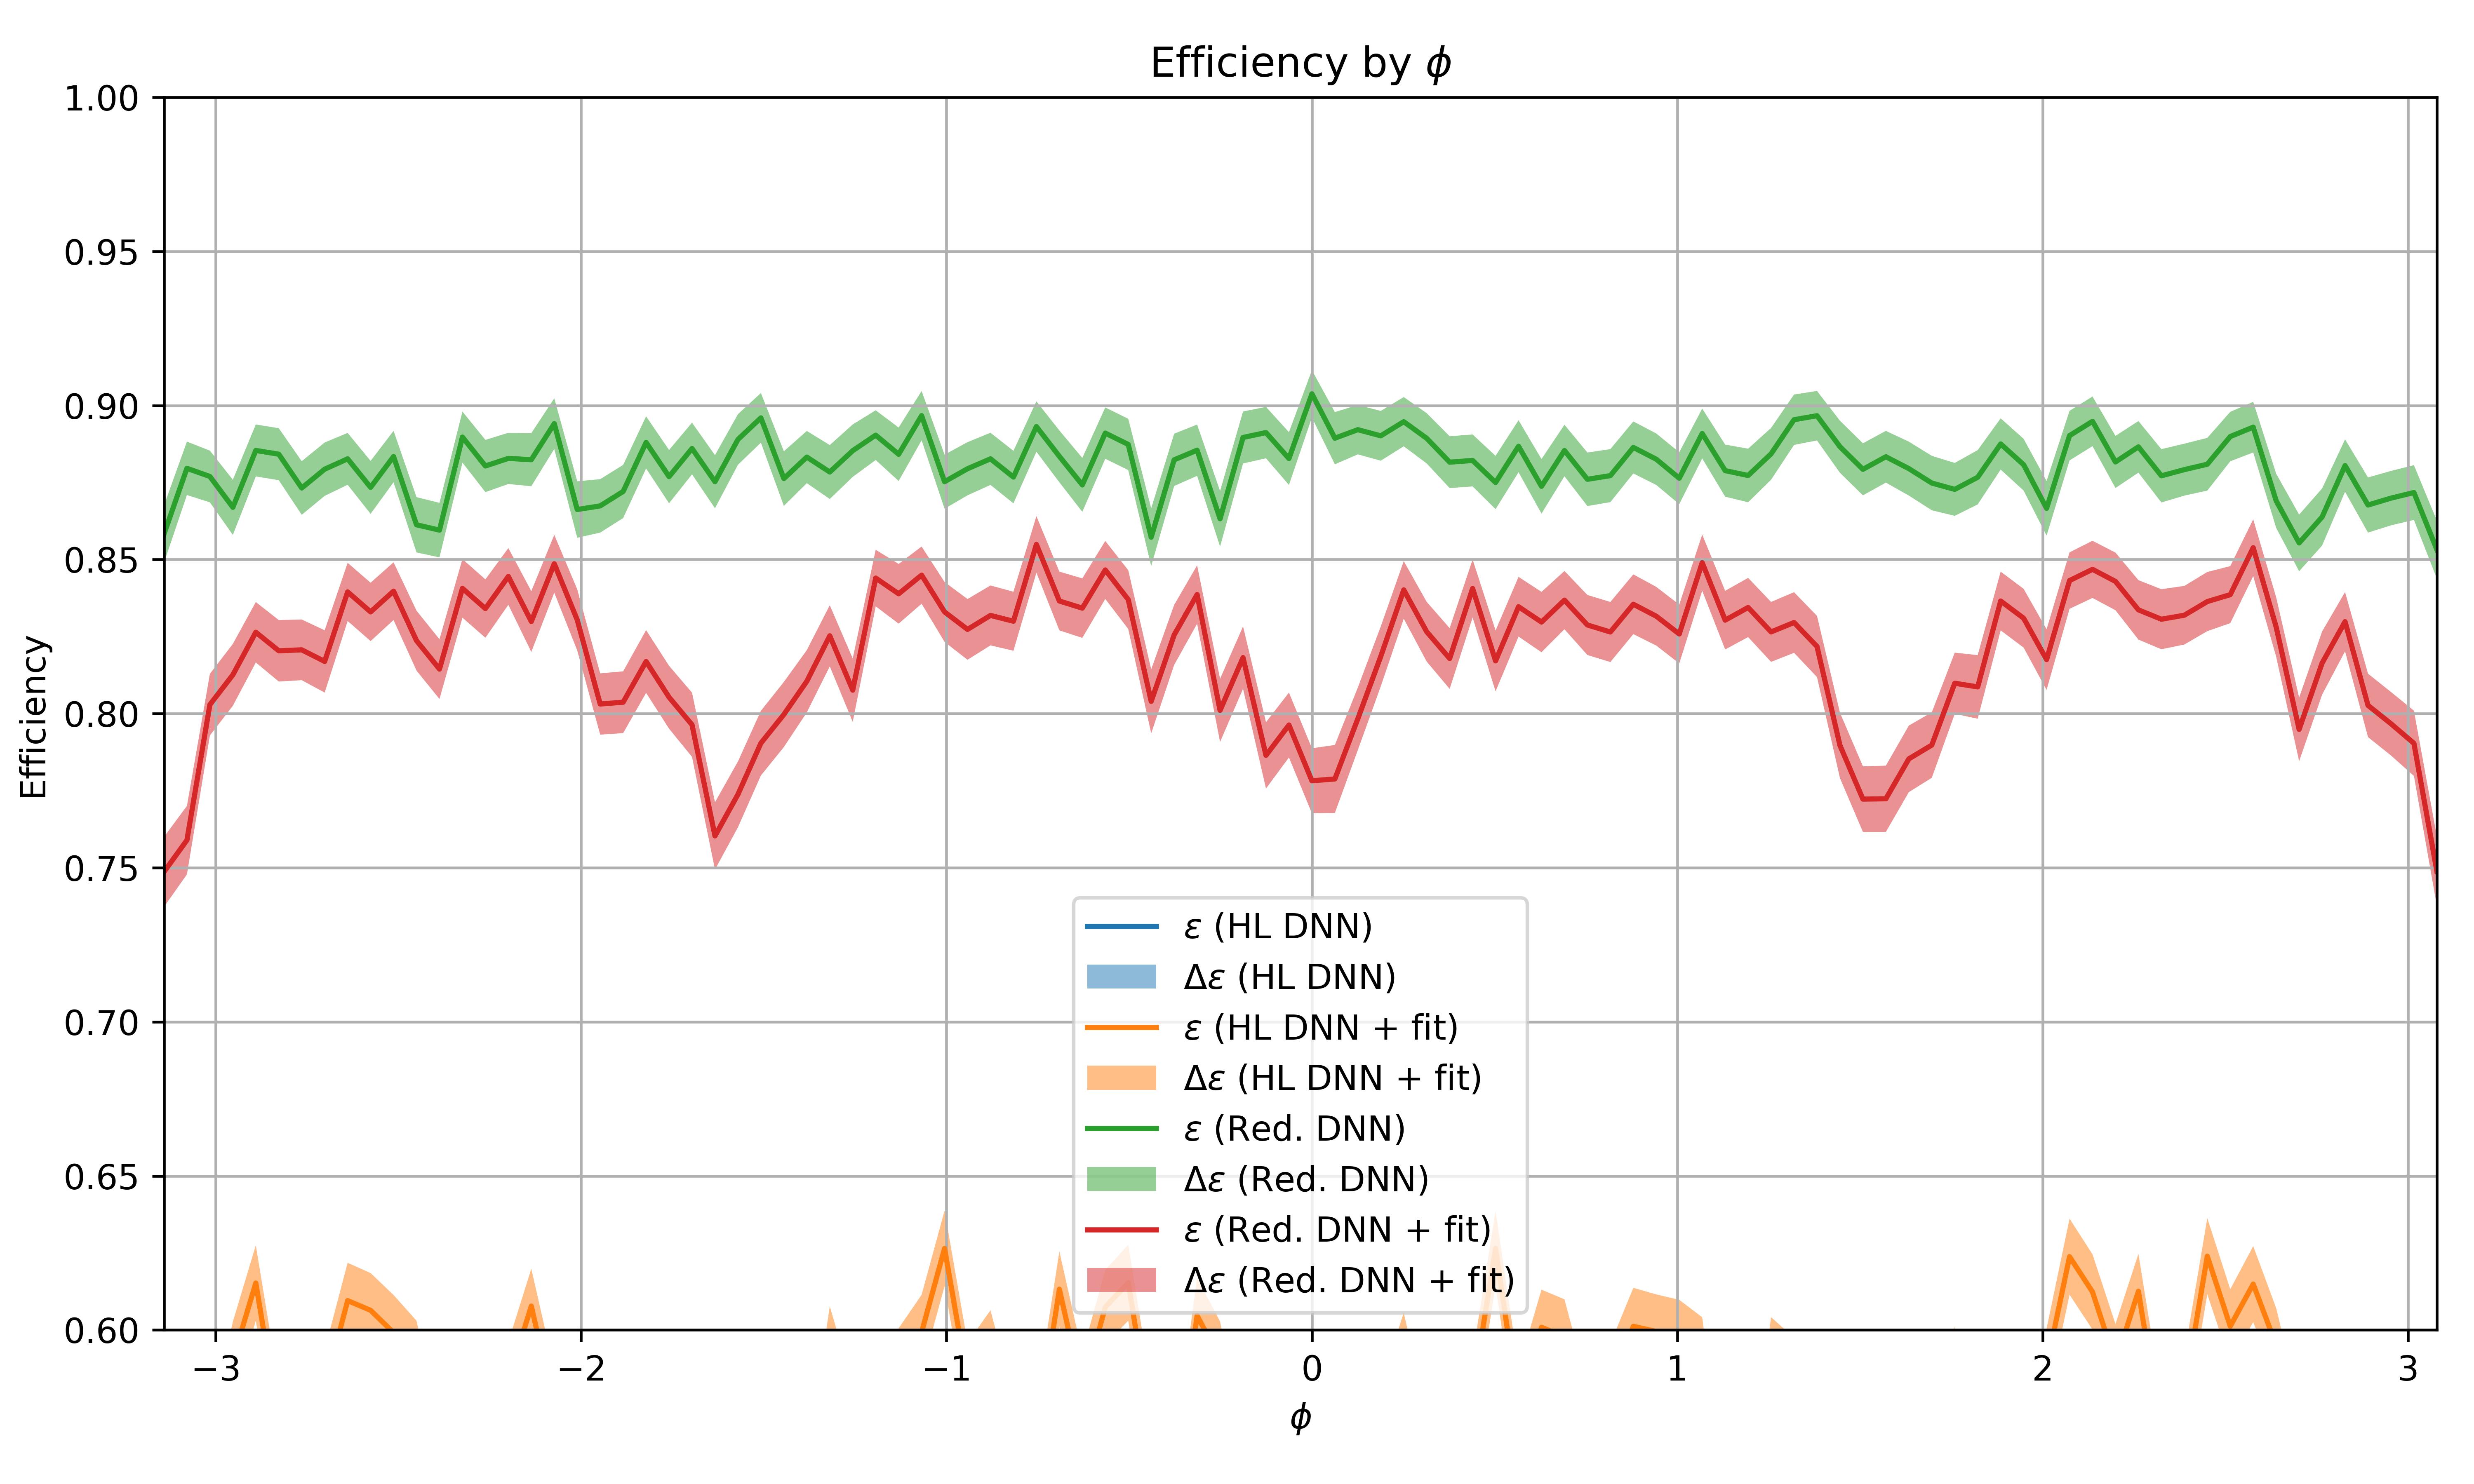 Efficiency by ϕ
1.00
0.95
0.90
0.85
0.80
0.75
0.70
0.65
0.60
Efficiency
ε (HL DNN)
Δε (HL DNN)
ε (HL DNN + fit)
Δε (HL DNN + fit)
ε (Red. DNN)
Δε (Red. DNN)
ε (Red. DNN + fit)
Δε (Red. DNN + fit)
−3 −2 −1 0 1 2 3
ϕ